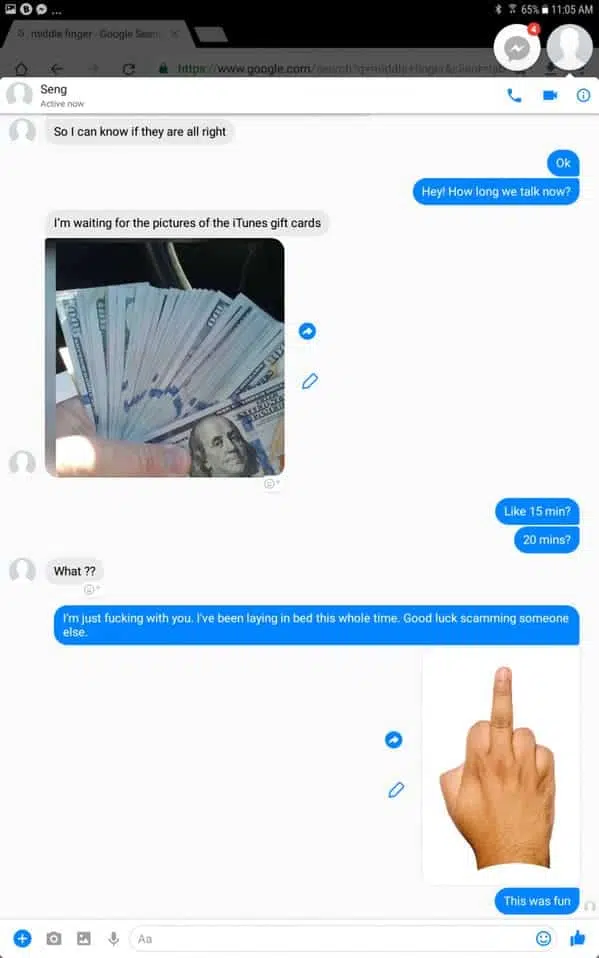 ... 65% 11:05 AM
G middle finger - Google Sear
4
https://www.google.com/search?q=middle+finger&client=tab
Seng
Active now
So I can know if they are all right
Ok
Hey! How long we talk now?
I'm waiting for the pictures of the iTunes gift cards
100
Like 15 min?
20 mins?
What ??
I'm just fucking with you. I've been laying in bed this whole time. Good luck scamming someone
else.
This was fun
Aa